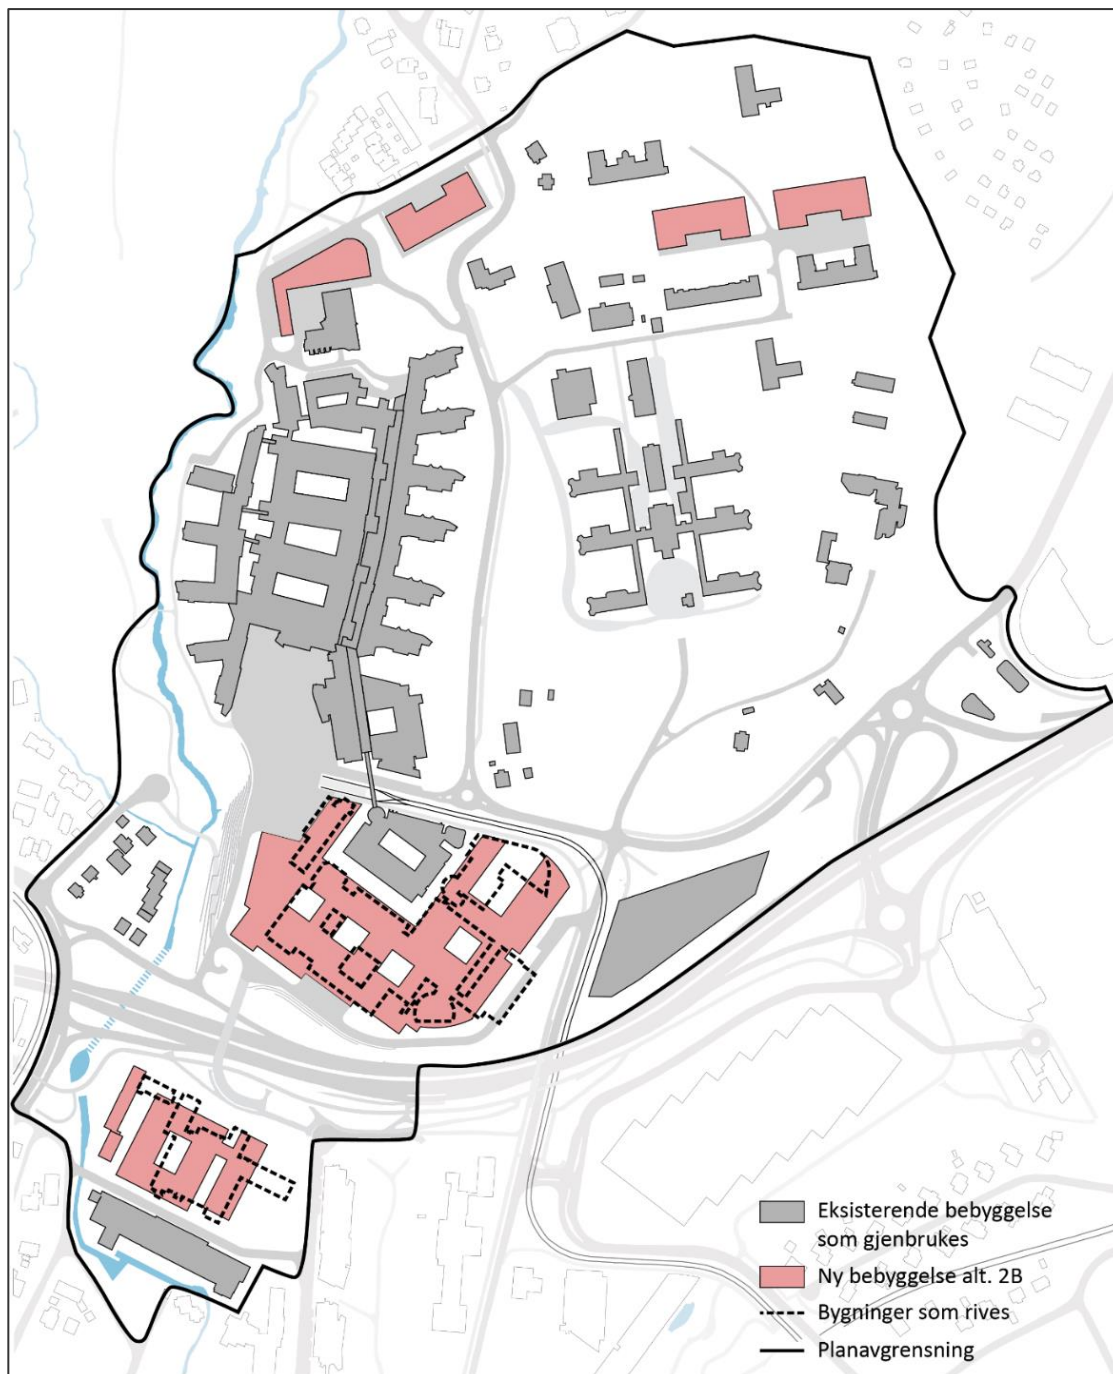 Eksisterende bebyggelse
som gjenbrukes
Ny bebyggelse alt. 2B
Bygninger som rives
Planavgrensning